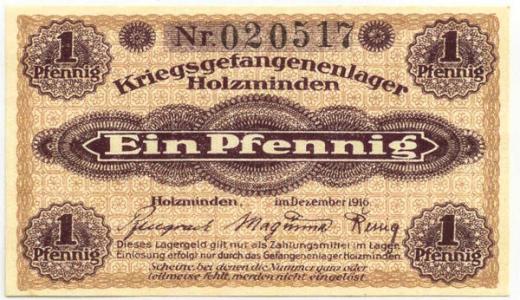 1 Nr. 020517 1
Pfennig Pfennig
Kriegsgefangenenlager
Holzminden
Ein Pfennig
Holzminden, im Dezember 1916
1 1
Pfennig Pfennig
Dieses Lagergeld gilt nur als Zahlungsmittel im Lager.
Einlösung erfolgt nur durch das Gefangenenlager Holzminden.
Scheine, bei denen die Nummer ganz oder
teilweise fehlt, werden nicht eingelöst.